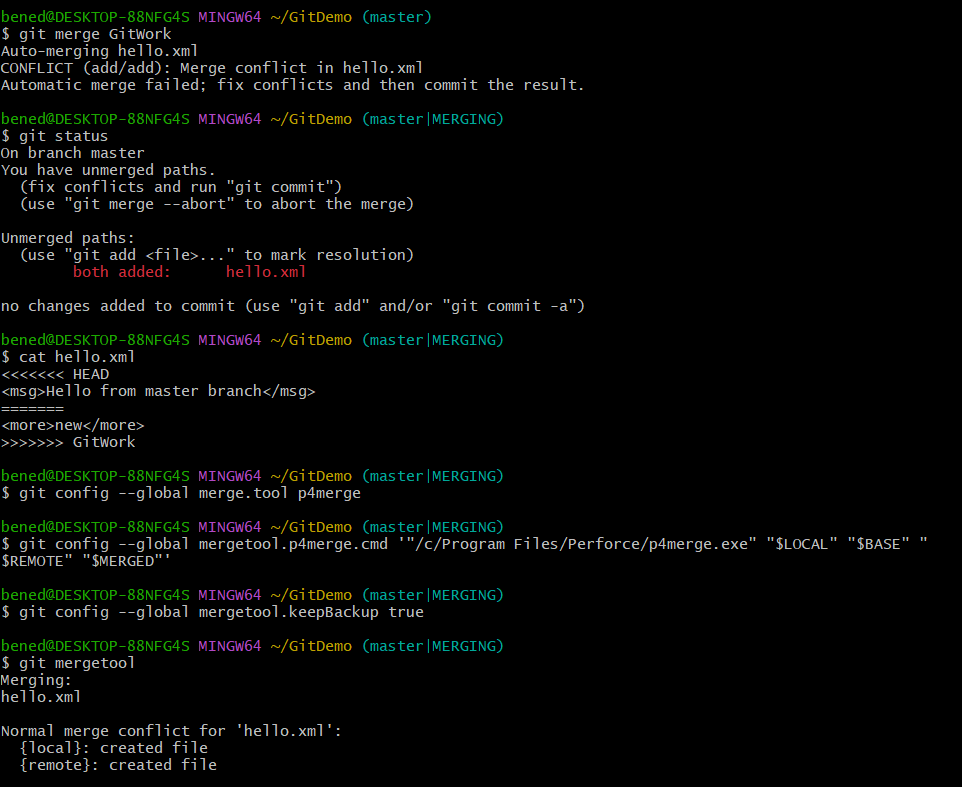 bened@DESKTOP-88NFG4S MINGW64 ~/GitDemo (master)
$ git merge GitWork
Auto-merging hello.xml
CONFLICT (add/add): Merge conflict in hello.xml
Automatic merge failed; fix conflicts and then commit the result.
bened@DESKTOP-88NFG4S MINGW64 ~/GitDemo (master|MERGING)
$ git status
On branch master
You have unmerged paths.
  (fix conflicts and run "git commit")
  (use "git merge --abort" to abort the merge)
Unmerged paths:
  (use "git add <file>..." to mark resolution)
        both added:      hello.xml
no changes added to commit (use "git add" and/or "git commit -a")
bened@DESKTOP-88NFG4S MINGW64 ~/GitDemo (master|MERGING)
$ cat hello.xml
<<<<<<< HEAD
<msg>Hello from master branch</msg>
=======
<more>new</more>
>>>>>>> GitWork
bened@DESKTOP-88NFG4S MINGW64 ~/GitDemo (master|MERGING)
$ git config --global merge.tool p4merge
bened@DESKTOP-88NFG4S MINGW64 ~/GitDemo (master|MERGING)
$ git config --global mergetool.p4merge.cmd '"/c/Program Files/Perforce/p4merge.exe" "$LOCAL" "$BASE" "
$REMOTE" "$MERGED"'
bened@DESKTOP-88NFG4S MINGW64 ~/GitDemo (master|MERGING)
$ git config --global mergetool.keepBackup true
bened@DESKTOP-88NFG4S MINGW64 ~/GitDemo (master|MERGING)
$ git mergetool
Merging:
hello.xml
Normal merge conflict for 'hello.xml':
  {local}: created file
  {remote}: created file